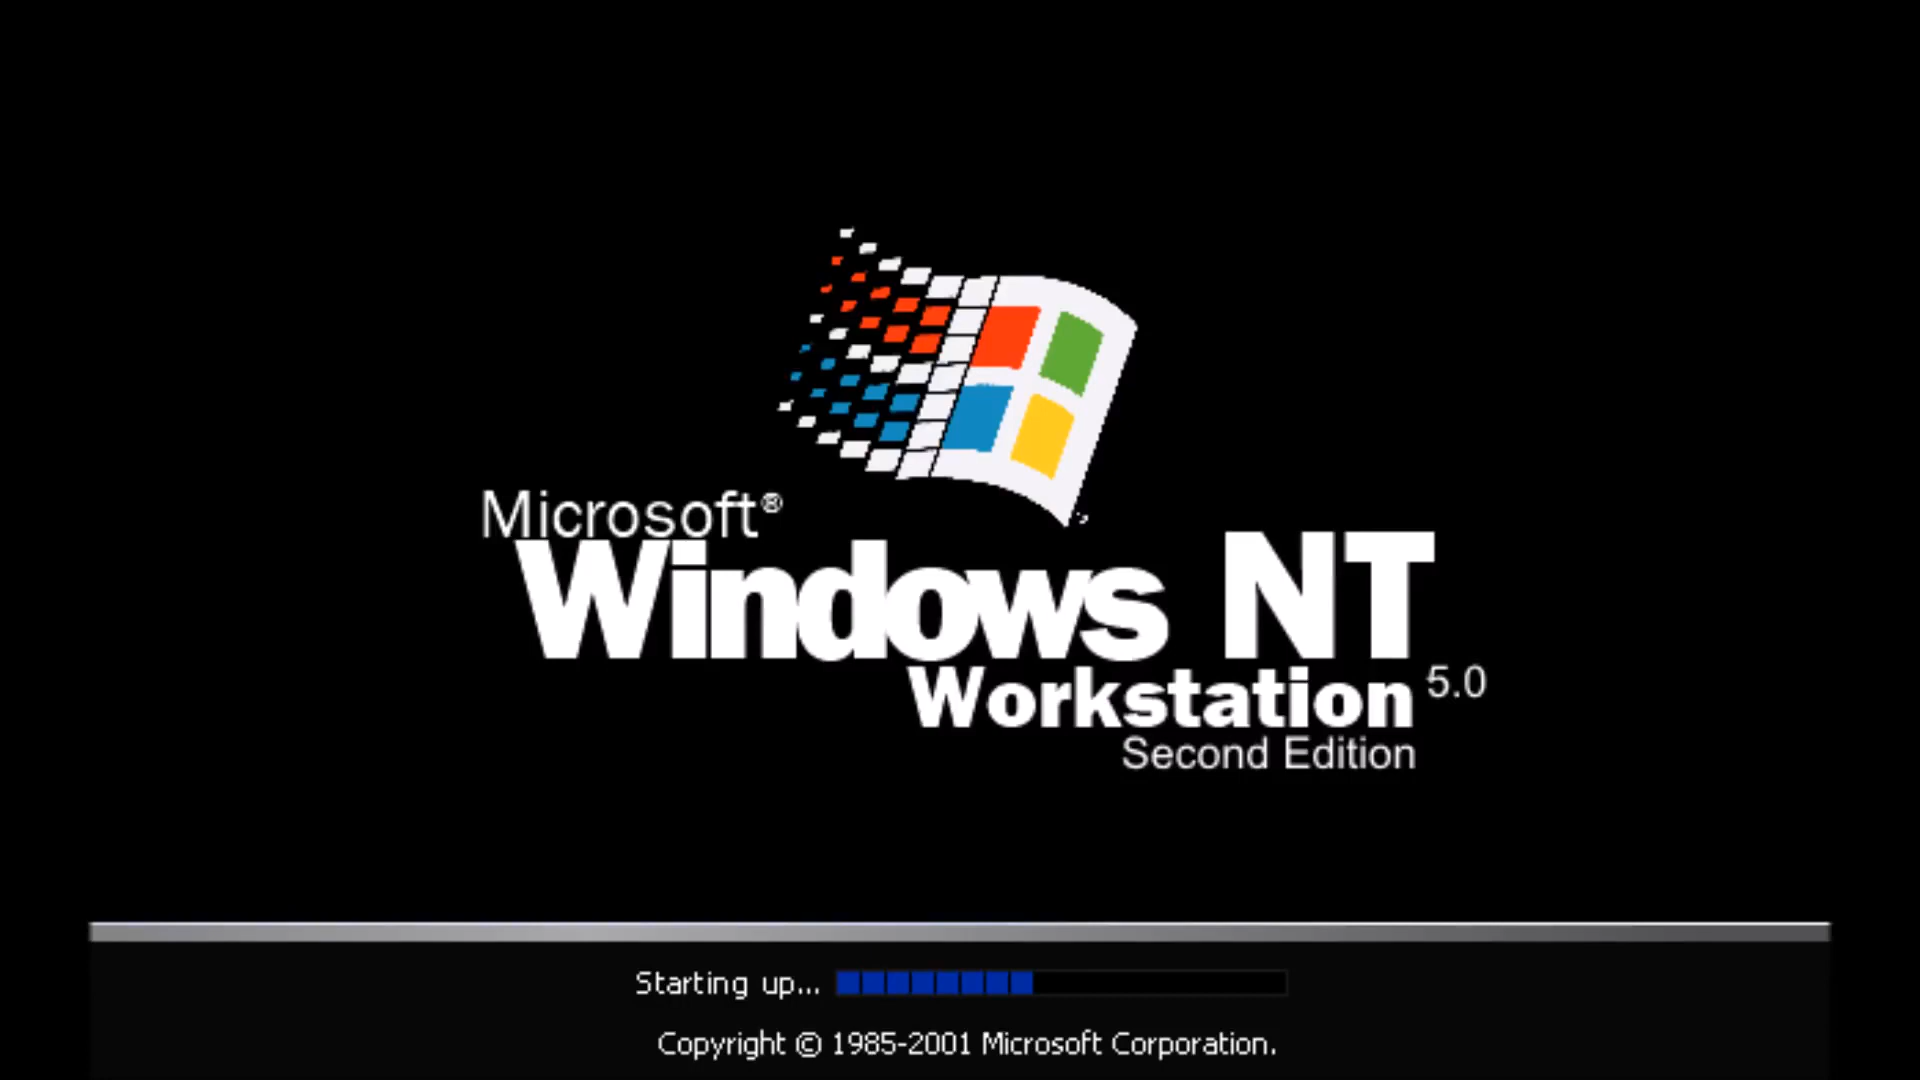 Microsoft®
Windows NT
Workstation 5.0
Second Edition
Starting up...
Copyright © 1985-2001 Microsoft Corporation.